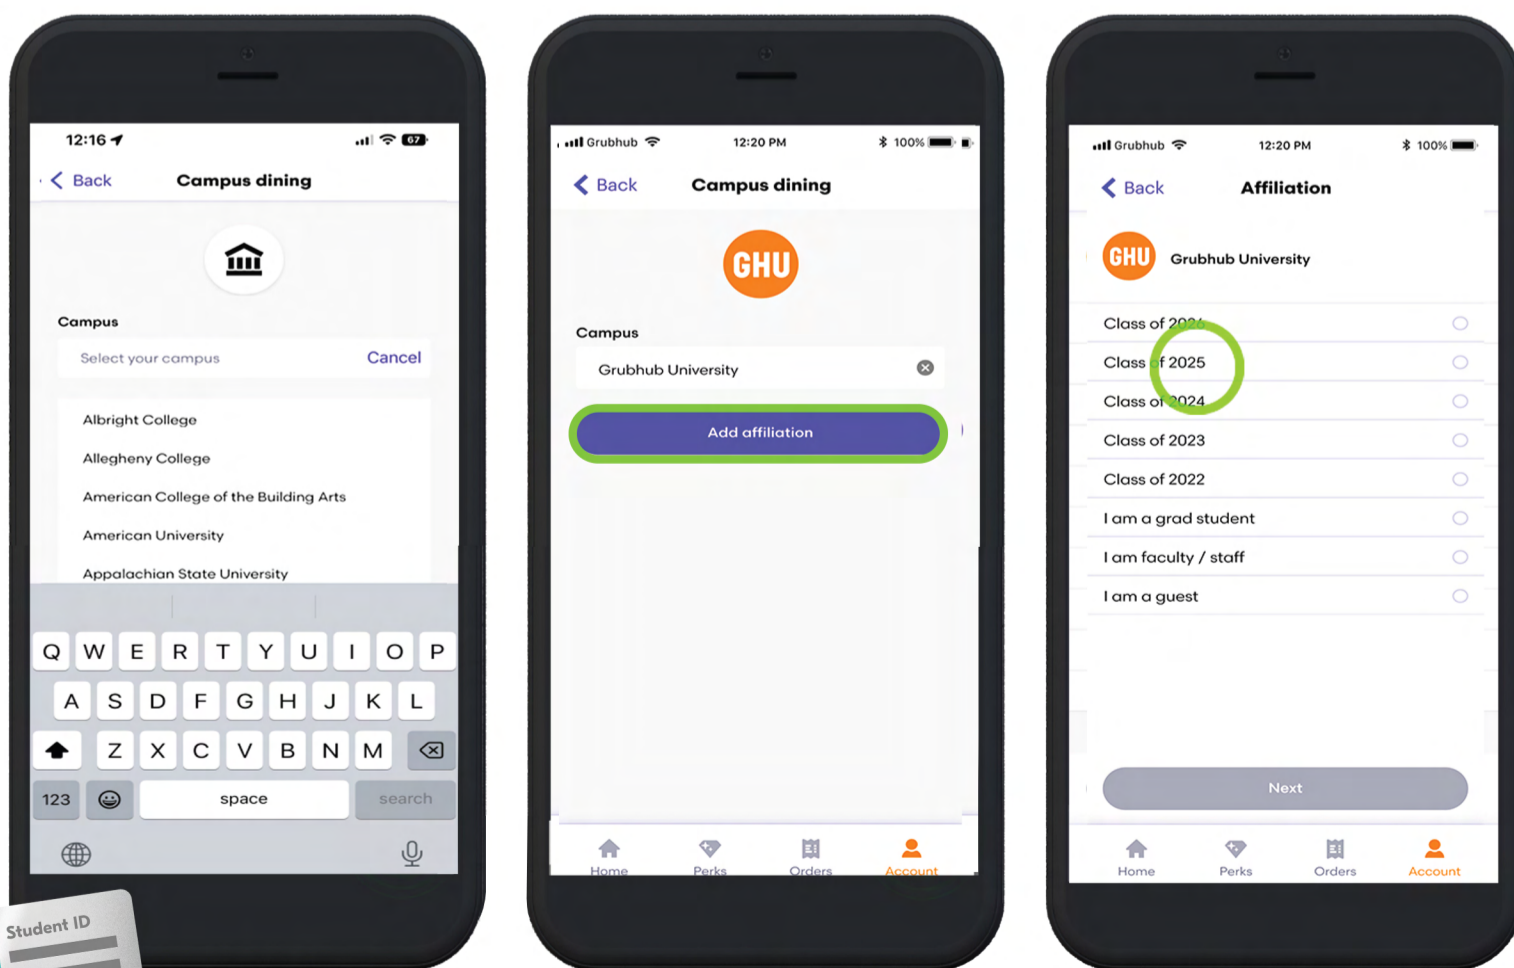 12:16
67
Back
Campus dining
Campus
Select your campus
Cancel
Albright College
Allegheny College
American College of the Building Arts
American University
Appalachian State University
Q W E R T Y U I O P
A S D F G H J K L
Z X C V B N M
123
space
search
Student ID
Grubhub
12:20 PM
100%
Back
Campus dining
GHU
Campus
Grubhub University
Add affiliation
Home
Perks
Orders
Account
Grubhub
12:20 PM
100%
Back
Affiliation
GHU
Grubhub University
Class of 2026
Class of 2025
Class of 2024
Class of 2023
Class of 2022
I am a grad student
I am faculty / staff
I am a guest
Next
Home
Perks
Orders
Account